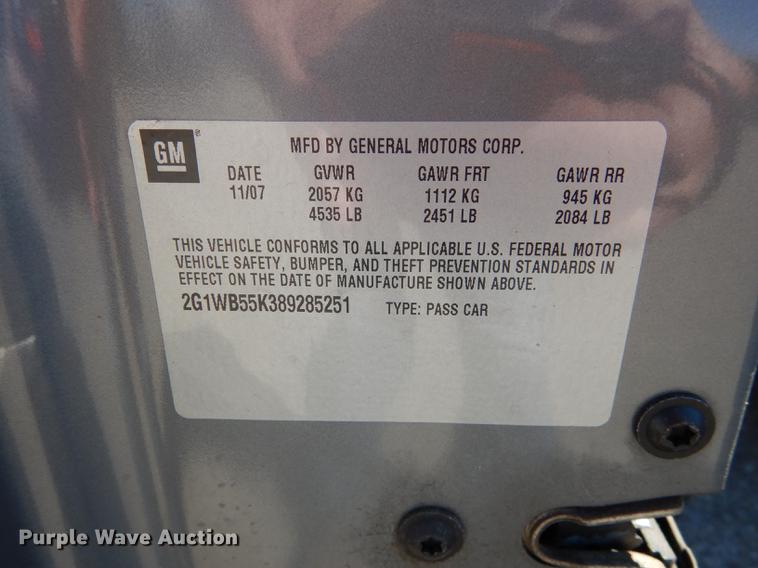 GM ® MFD BY GENERAL MOTORS CORP.
DATE GVWR GAWR FRT GAWR RR
11/07 2057 KG 1112 KG 945 KG
4535 LB 2451 LB 2084 LB
THIS VEHICLE CONFORMS TO ALL APPLICABLE U.S. FEDERAL MOTOR
VEHICLE SAFETY, BUMPER, AND THEFT PREVENTION STANDARDS IN
EFFECT ON THE DATE OF MANUFACTURE SHOWN ABOVE.
2G1WB55K389285251 TYPE: PASS CAR
Purple Wave Auction